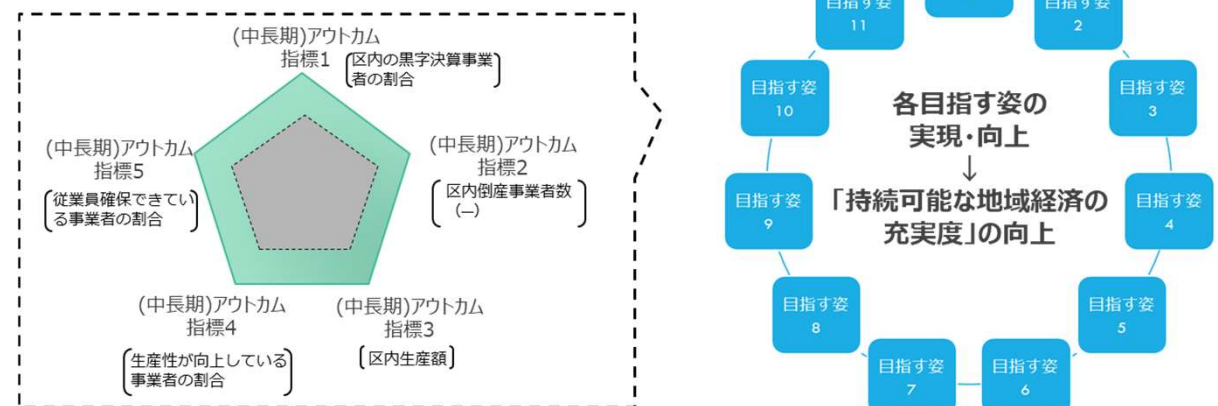 (中長期)アウトカム
指標1
区内の黒字決算事業
者の割合
(中長期)アウトカム
指標2
区内倒産事業者数
(ー)
(中長期)アウトカム
指標3
区内生産額
(中長期)アウトカム
指標4
生産性が向上している
事業者の割合
(中長期)アウトカム
指標5
従業員確保できてい
る事業者の割合
目指す姿
2
目指す姿
3
目指す姿
4
目指す姿
5
目指す姿
6
目指す姿
7
目指す姿
8
目指す姿
9
目指す姿
10
目指す姿
11
各目指す姿の
実現・向上
↓
「持続可能な地域経済の
充実度」の向上